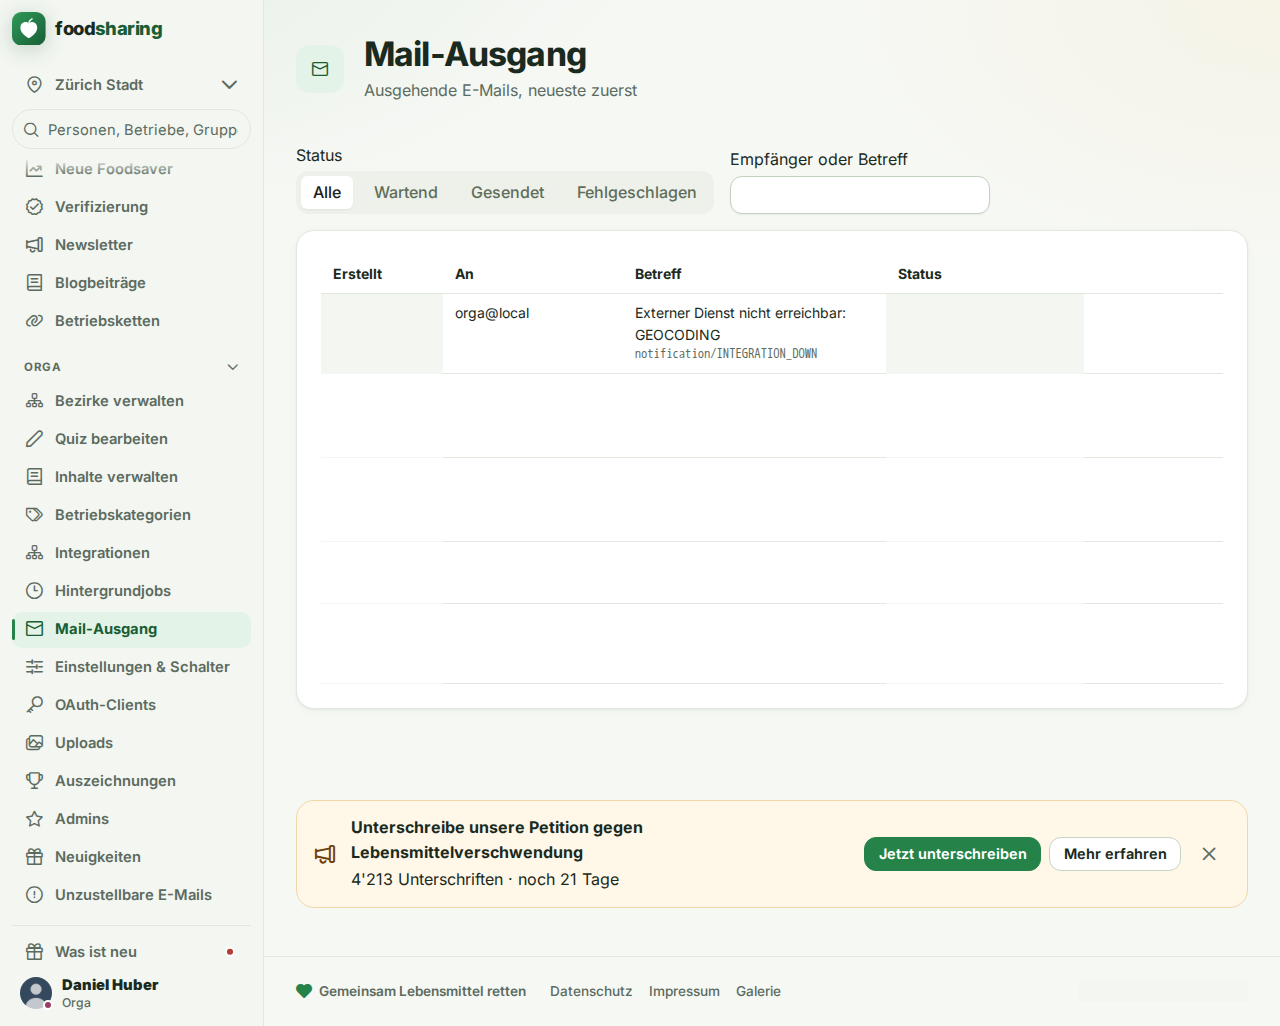 foodsharing
Zürich Stadt
Personen, Betriebe, Grupp
Neue Foodsaver
Verifizierung
Newsletter
Blogbeiträge
Betriebsketten
ORGA
Bezirke verwalten
Quiz bearbeiten
Inhalte verwalten
Betriebskategorien
Integrationen
Hintergrundjobs
Mail-Ausgang
Einstellungen & Schalter
OAuth-Clients
Uploads
Auszeichnungen
Admins
Neuigkeiten
Unzustellbare E-Mails
Was ist neu
Daniel Huber
Orga
Mail-Ausgang
Ausgehende E-Mails, neueste zuerst
Status
Alle Wartend Gesendet Fehlgeschlagen
Empfänger oder Betreff
Erstellt An Betreff Status
orga@local Externer Dienst nicht erreichbar:
GEOCODING
notification/INTEGRATION_DOWN
Unterschreibe unsere Petition gegen
Lebensmittelverschwendung
4'213 Unterschriften · noch 21 Tage
Jetzt unterschreiben Mehr erfahren
Gemeinsam Lebensmittel retten Datenschutz Impressum Galerie